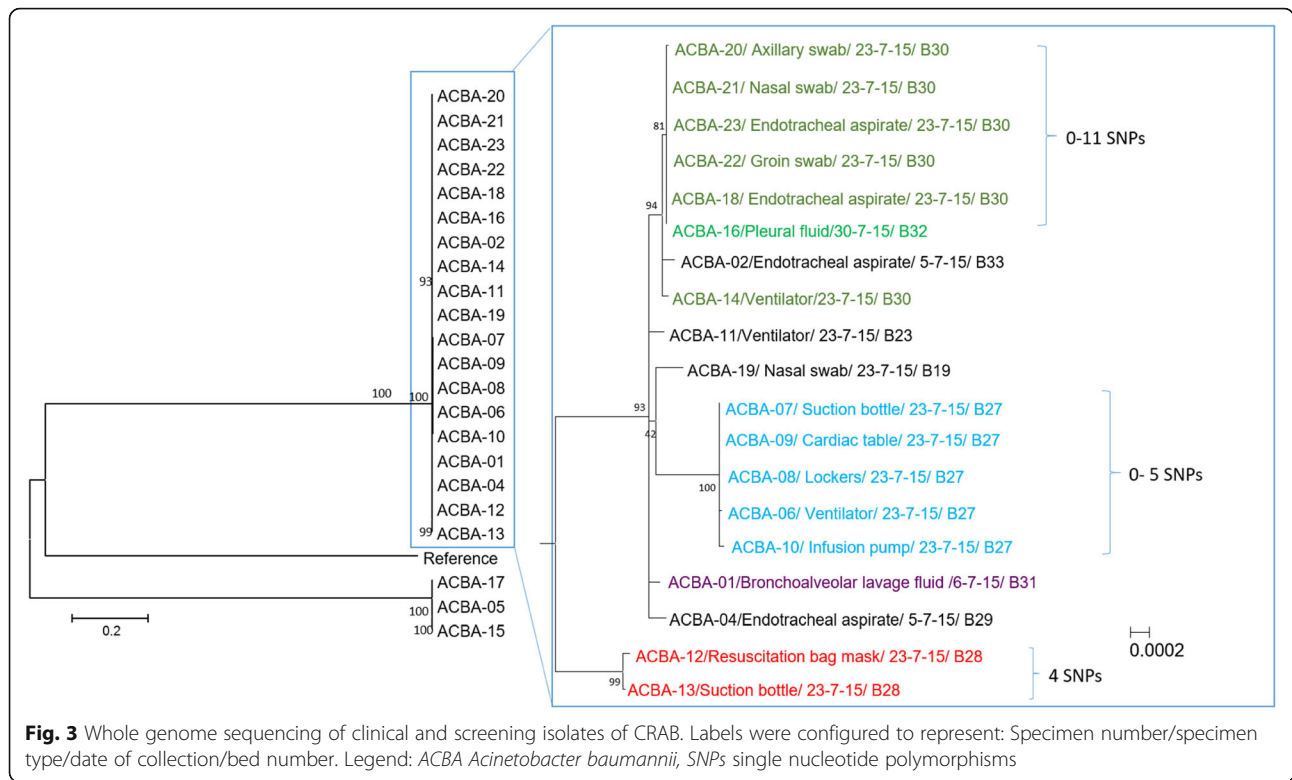 ACBA-20
ACBA-21
ACBA-23
ACBA-22
ACBA-18
ACBA-16
ACBA-02
ACBA-14
93
ACBA-11
ACBA-19
ACBA-07
ACBA-09
100
100
ACBA-08
ACBA-06
ACBA-10
ACBA-01
ACBA-04
ACBA-12
99
ACBA-13
Reference
ACBA-17
100
ACBA-05
100
ACBA-15
0.2
ACBA-20/ Axillary swab/ 23-7-15/ B30
ACBA-21/ Nasal swab/ 23-7-15/ B30
81
ACBA-23/ Endotracheal aspirate/ 23-7-15/ B30
0-11 SNPs
ACBA-22/ Groin swab/ 23-7-15/ B30
ACBA-18/ Endotracheal aspirate/ 23-7-15/ B30
94
ACBA-16/Pleural fluid/30-7-15/ B32
ACBA-02/Endotracheal aspirate/ 5-7-15/ B33
ACBA-14/Ventilator/23-7-15/ B30
ACBA-11/Ventilator/ 23-7-15/ B23
ACBA-19/ Nasal swab/ 23-7-15/ B19
93
42
ACBA-07/ Suction bottle/ 23-7-15/ B27
ACBA-09/ Cardiac table/ 23-7-15/ B27
ACBA-08/ Lockers/ 23-7-15/ B27
0- 5 SNPs
100
ACBA-06/ Ventilator/ 23-7-15/ B27
ACBA-10/ Infusion pump/ 23-7-15/ B27
ACBA-01/Bronchoalveolar lavage fluid /6-7-15/ B31
ACBA-04/Endotracheal aspirate/ 5-7-15/ B29
0.0002
ACBA-12/Resuscitation bag mask/ 23-7-15/ B28
4 SNPs
99
ACBA-13/Suction bottle/ 23-7-15/ B28
Fig. 3 Whole genome sequencing of clinical and screening isolates of CRAB. Labels were configured to represent: Specimen number/specimen
type/date of collection/bed number. Legend: ACBA Acinetobacter baumannii, SNPs single nucleotide polymorphisms